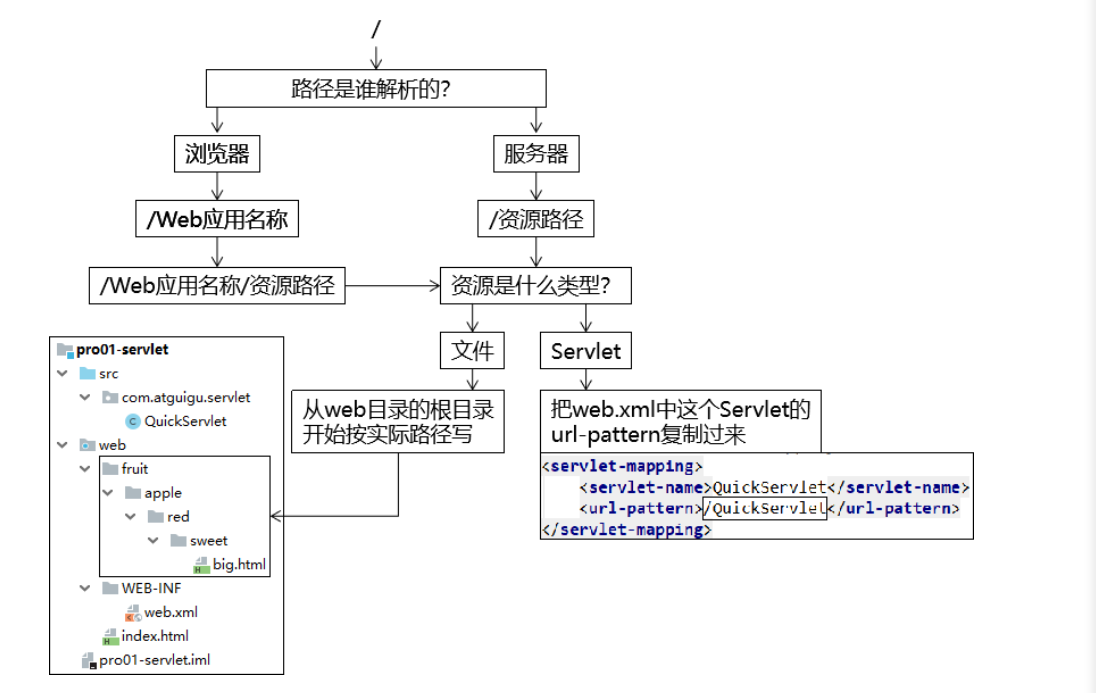 /
路径是谁解析的？
浏览器
服务器
/Web应用名称
/资源路径
/Web应用名称/资源路径
资源是什么类型？
文件
Servlet
从web目录的根目录
开始按实际路径写
把web.xml中这个Servlet的
url-pattern复制过来
<servlet-mapping>
<servlet-name>QuickServlet</servlet-name>
<url-pattern>/QuickServlet</url-pattern>
</servlet-mapping>
pro01-servlet
src
com.atguigu.servlet
C QuickServlet
web
fruit
apple
red
sweet
H big.html
WEB-INF
web.xml
H index.html
pro01-servlet.iml